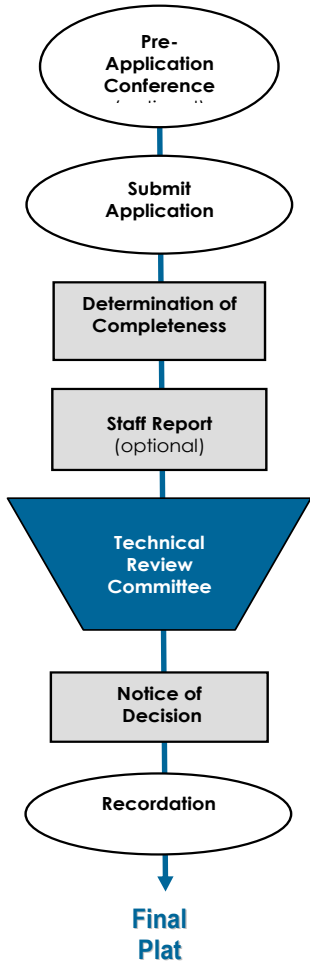 Pre-
Application
Conference
Submit
Application
Determination of
Completeness
Staff Report
(optional)
Technical
Review
Committee
Notice of
Decision
Recordation
Final
Plat